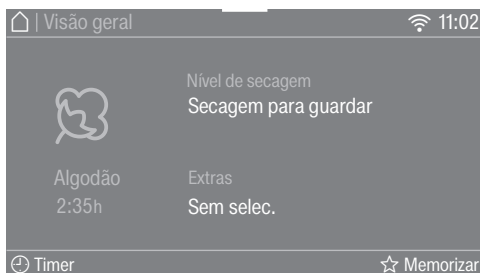 | Visão geral 11:02
Nível de secagem
Secagem para guardar
Algodão Extras
2:35h Sem selec.
Timer Memorizar